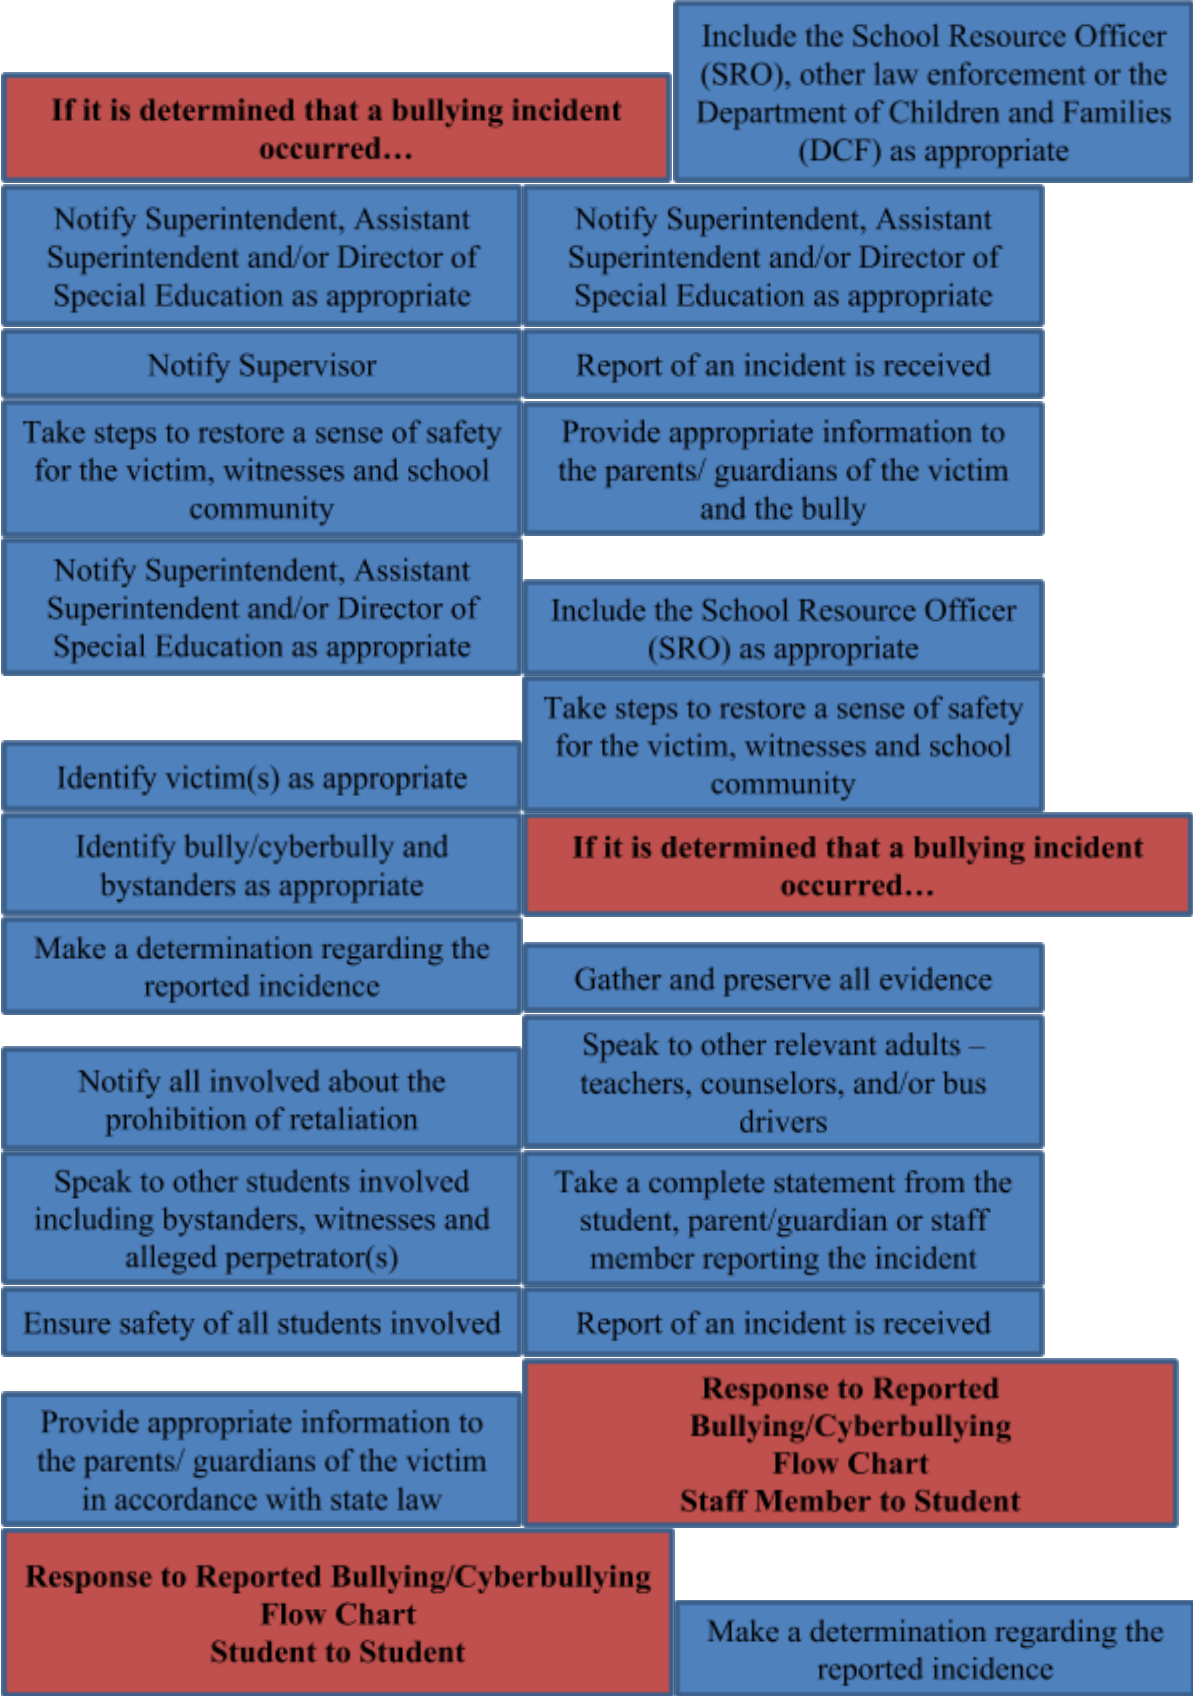 Include the School Resource Officer
(SRO), other law enforcement or the
Department of Children and Families
(DCF) as appropriate
If it is determined that a bullying incident
occurred…
Notify Superintendent, Assistant
Superintendent and/or Director of
Special Education as appropriate
Notify Superintendent, Assistant
Superintendent and/or Director of
Special Education as appropriate
Notify Supervisor
Report of an incident is received
Take steps to restore a sense of safety
for the victim, witnesses and school
community
Provide appropriate information to
the parents/ guardians of the victim
and the bully
Notify Superintendent, Assistant
Superintendent and/or Director of
Special Education as appropriate
Include the School Resource Officer
(SRO) as appropriate
Take steps to restore a sense of safety
for the victim, witnesses and school
community
Identify victim(s) as appropriate
Identify bully/cyberbully and
bystanders as appropriate
If it is determined that a bullying incident
occurred…
Make a determination regarding the
reported incidence
Gather and preserve all evidence
Speak to other relevant adults –
teachers, counselors, and/or bus
drivers
Notify all involved about the
prohibition of retaliation
Speak to other students involved
including bystanders, witnesses and
alleged perpetrator(s)
Take a complete statement from the
student, parent/guardian or staff
member reporting the incident
Ensure safety of all students involved
Report of an incident is received
Response to Reported
Bullying/Cyberbullying
Flow Chart
Staff Member to Student
Provide appropriate information to
the parents/ guardians of the victim
in accordance with state law
Response to Reported Bullying/Cyberbullying
Flow Chart
Student to Student
Make a determination regarding the
reported incidence